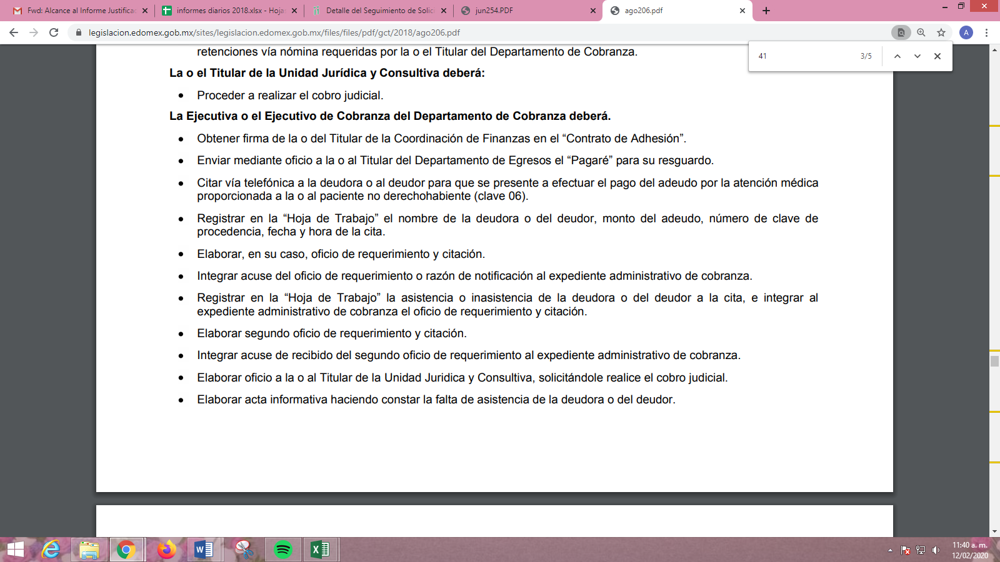 Fwd: Alcance al Informe Justifica
informes diarios 2018.xlsx - Hoja
Detalle del Seguimiento de Solici
jun254.PDF
ago206.pdf
legislacion.edomex.gob.mx/sites/legislacion.edomex.gob.mx/files/files/pdf/gct/2018/ago206.pdf
A
41
3/5
retenciones vía nómina requeridas por la o el Titular del Departamento de Cobranza.
La o el Titular de la Unidad Jurídica y Consultiva deberá:
• Proceder a realizar el cobro judicial.
La Ejecutiva o el Ejecutivo de Cobranza del Departamento de Cobranza deberá.
• Obtener firma de la o del Titular de la Coordinación de Finanzas en el “Contrato de Adhesión”.
• Enviar mediante oficio a la o al Titular del Departamento de Egresos el “Pagaré” para su resguardo.
• Citar vía telefónica a la deudora o al deudor para que se presente a efectuar el pago del adeudo por la atención médica
proporcionada a la o al paciente no derechohabiente (clave 06).
• Registrar en la “Hoja de Trabajo” el nombre de la deudora o del deudor, monto del adeudo, número de clave de
procedencia, fecha y hora de la cita.
• Elaborar, en su caso, oficio de requerimiento y citación.
• Integrar acuse del oficio de requerimiento o razón de notificación al expediente administrativo de cobranza.
• Registrar en la “Hoja de Trabajo” la asistencia o inasistencia de la deudora o del deudor a la cita, e integrar al
expediente administrativo de cobranza el oficio de requerimiento y citación.
• Elaborar segundo oficio de requerimiento y citación.
• Integrar acuse de recibido del segundo oficio de requerimiento al expediente administrativo de cobranza.
• Elaborar oficio a la o al Titular de la Unidad Juridica y Consultiva, solicitándole realice el cobro judicial.
• Elaborar acta informativa haciendo constar la falta de asistencia de la deudora o del deudor.
11:40 a. m.
12/02/2020